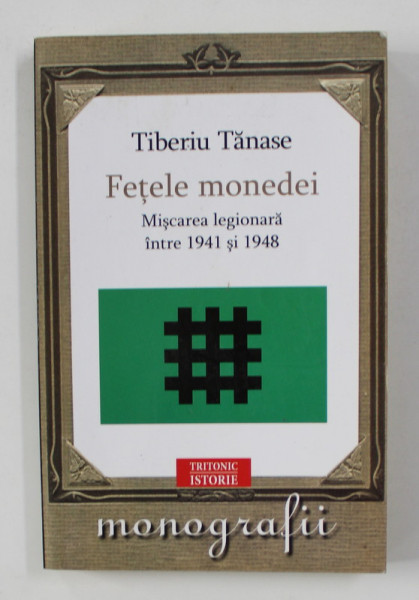 Tiberiu Tănase
Fețele monedei
Mișcarea legionară
între 1941 și 1948
TRITONIC
ISTORIE
monografii